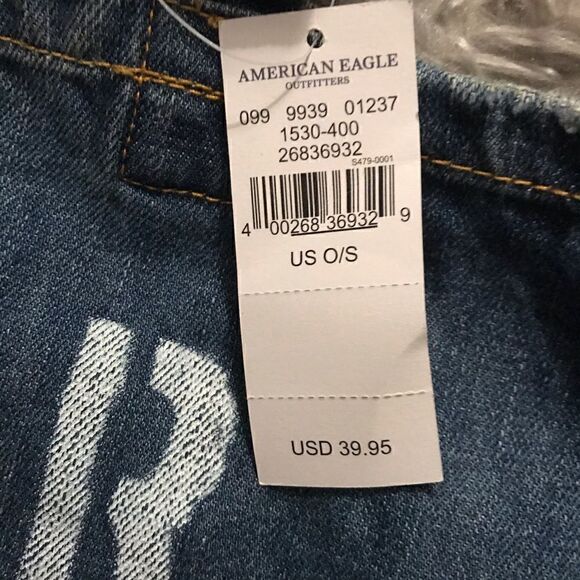 AMERICAN EAGLE
OUTFITTERS
099 9939 01237
1530-400
26836932
S479-0001
4 00268 36932 9
US O/S
USD 39.95
R